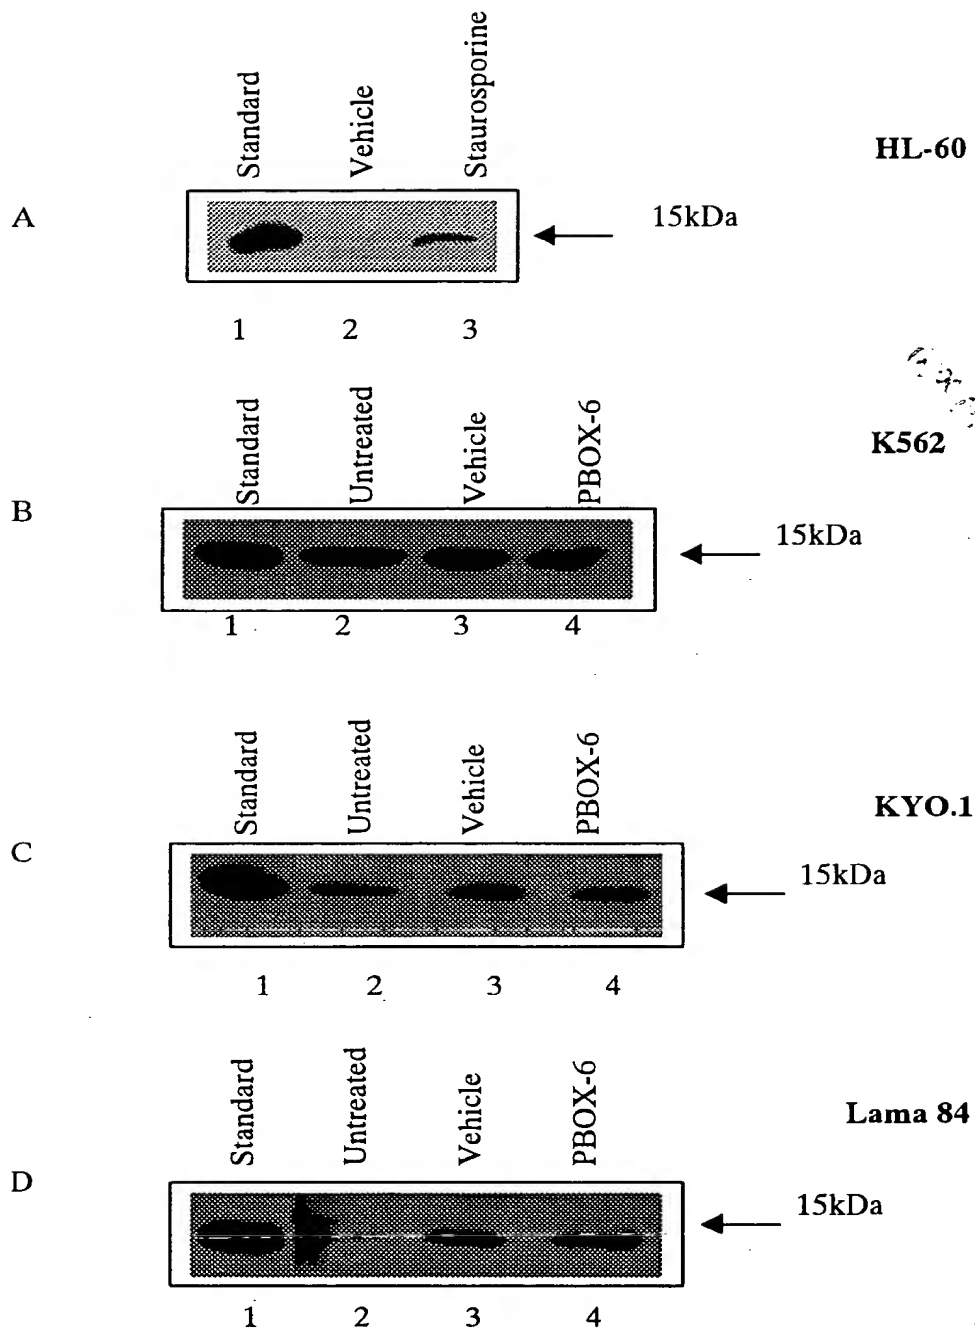 Standard Vehicle Staurosporine
HL-60
A
15kDa
1 2 3
Standard Untreated Vehicle PBOX-6
K562
B
15kDa
1 2 3 4
Standard Untreated Vehicle PBOX-6
KYO.1
C
15kDa
1 2 3 4
Standard Untreated Vehicle PBOX-6
Lama 84
D
15kDa
1 2 3 4